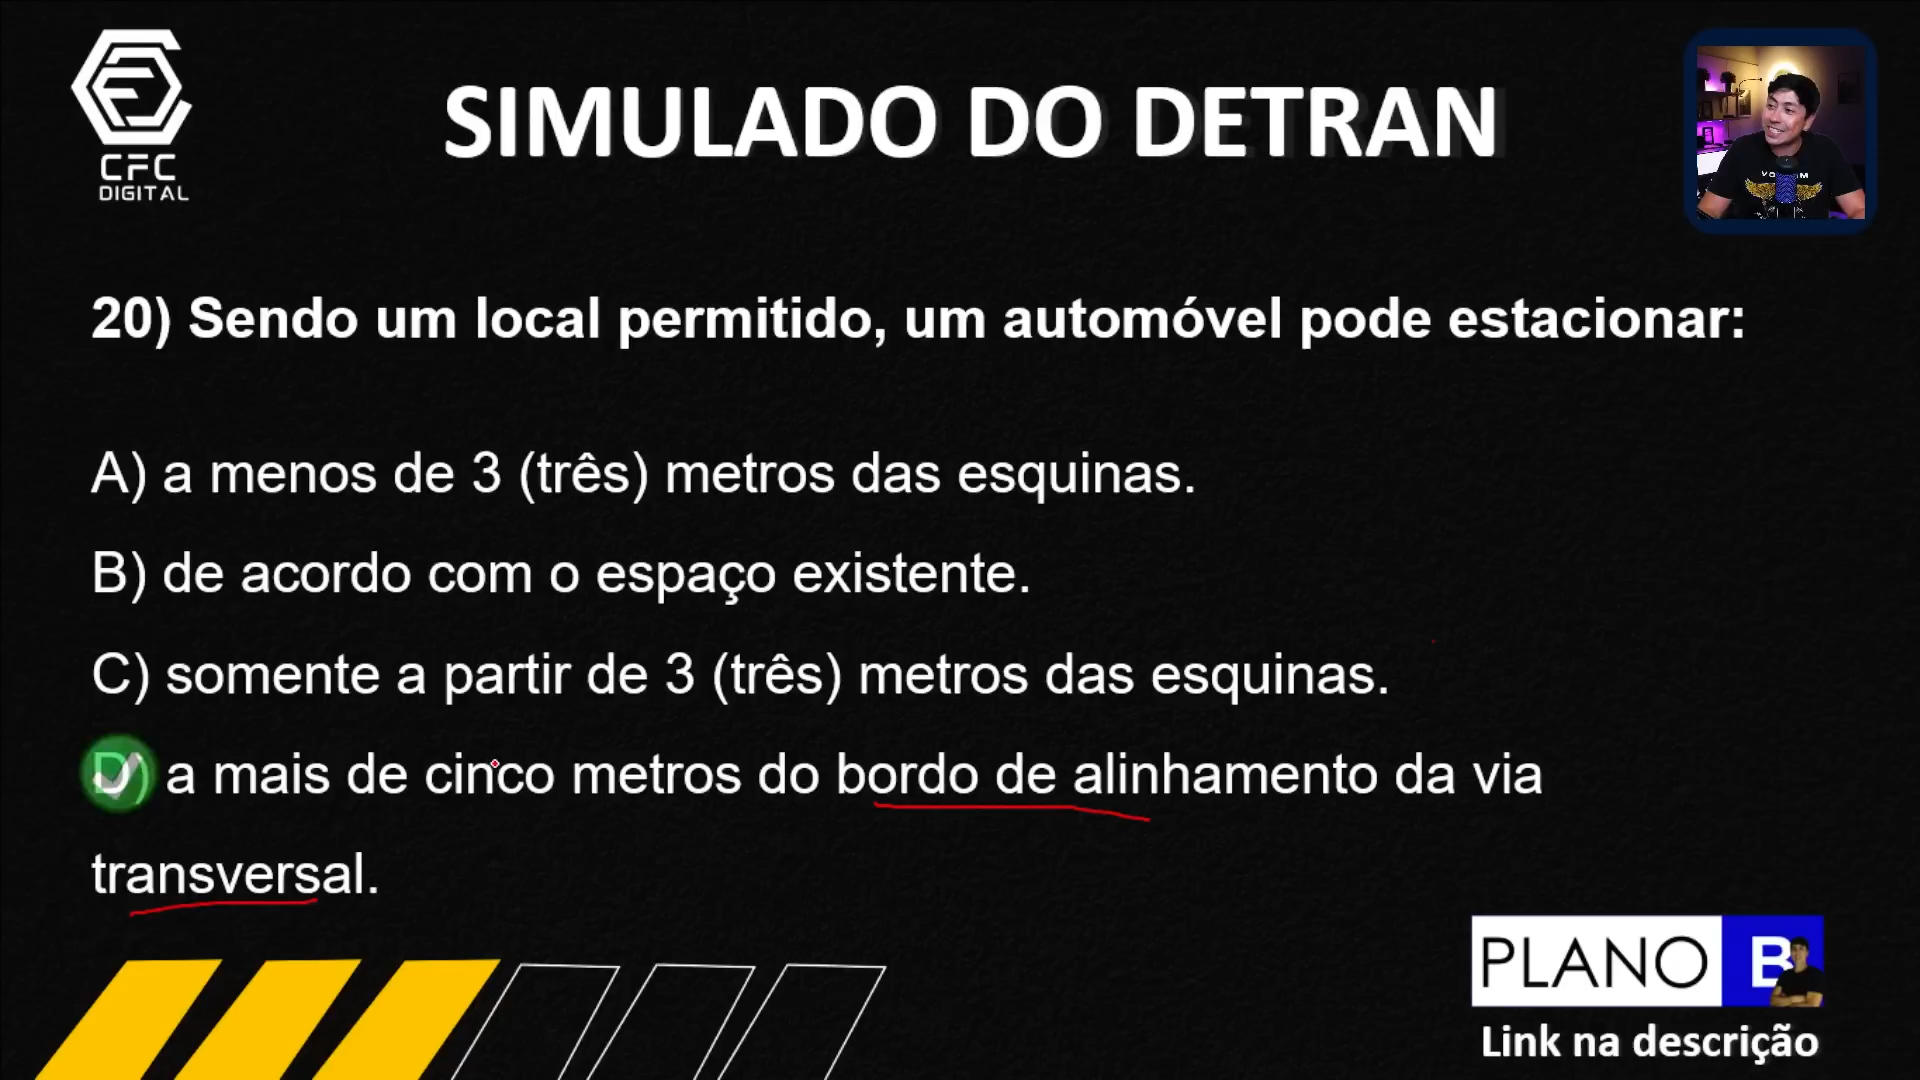 CFC
DIGITAL
SIMULADO DO DETRAN
20) Sendo um local permitido, um automóvel pode estacionar:
A) a menos de 3 (três) metros das esquinas.
B) de acordo com o espaço existente.
C) somente a partir de 3 (três) metros das esquinas.
D) a mais de cinco metros do bordo de alinhamento da via
transversal.
PLANO B
Link na descrição